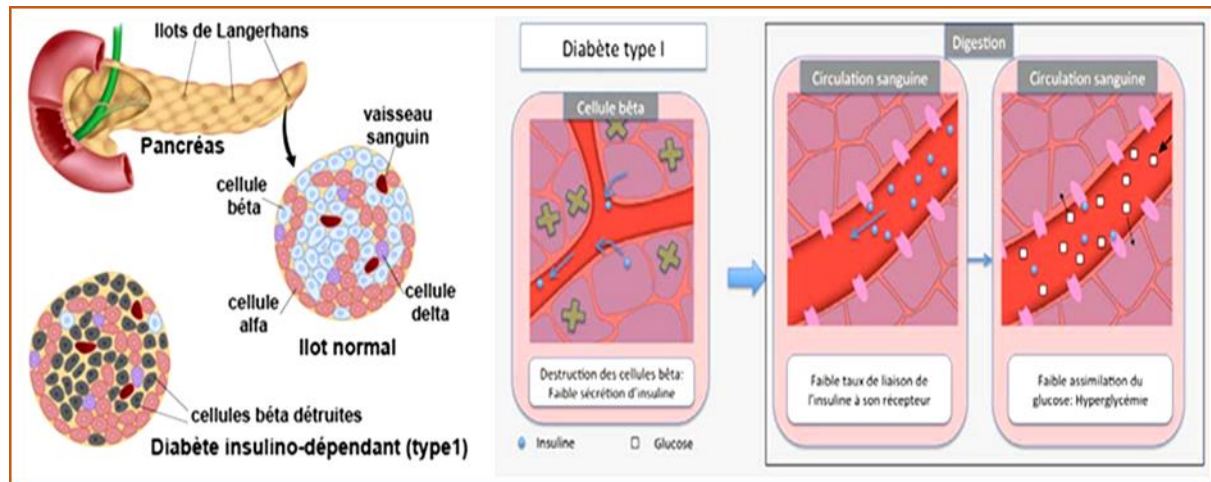 Ilots de Langerhans
Pancréas
vaisseau
sanguin
cellule
béta
cellule
alfa
cellule
delta
Ilot normal
cellules béta détruites
Diabète insulino-dépendant (type1)
Diabète type I
Cellule bêta
Destruction des cellules bêta:
Faible sécrétion d'insuline
Insuline
Glucose
Digestion
Circulation sanguine
Faible taux de liaison de
l'insuline à son récepteur
Circulation sanguine
Faible assimilation du
glucose: Hyperglycémie